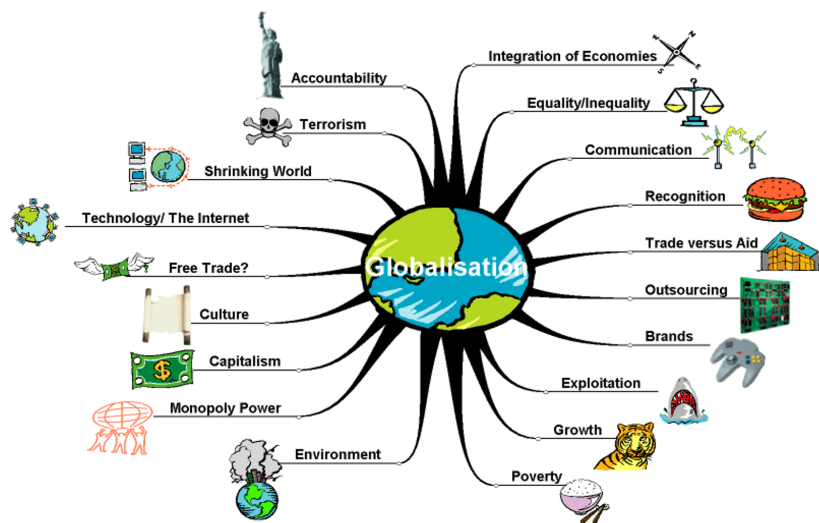 Integration of Economies
Accountability
Equality/Inequality
Terrorism
Communication
Shrinking World
Recognition
Technology/ The Internet
Trade versus Aid
Globalisation
Free Trade?
Outsourcing
Culture
Brands
Capitalism
Exploitation
Monopoly Power
Growth
Environment
Poverty
N
E
S
W
$